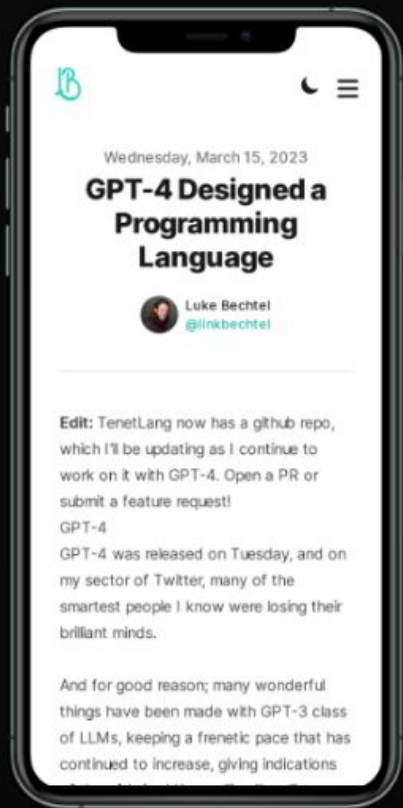 Wednesday, March 15, 2023
GPT-4 Designed a
Programming
Language
Luke Bechtel
@linkbechtel
Edit: TenetLang now has a github repo,
which I'll be updating as I continue to
work on it with GPT-4. Open a PR or
submit a feature request!
GPT-4
GPT-4 was released on Tuesday, and on
my sector of Twitter, many of the
smartest people I know were losing their
brilliant minds.
And for good reason; many wonderful
things have been made with GPT-3 class
of LLMs, keeping a frenetic pace that has
continued to increase, giving indications